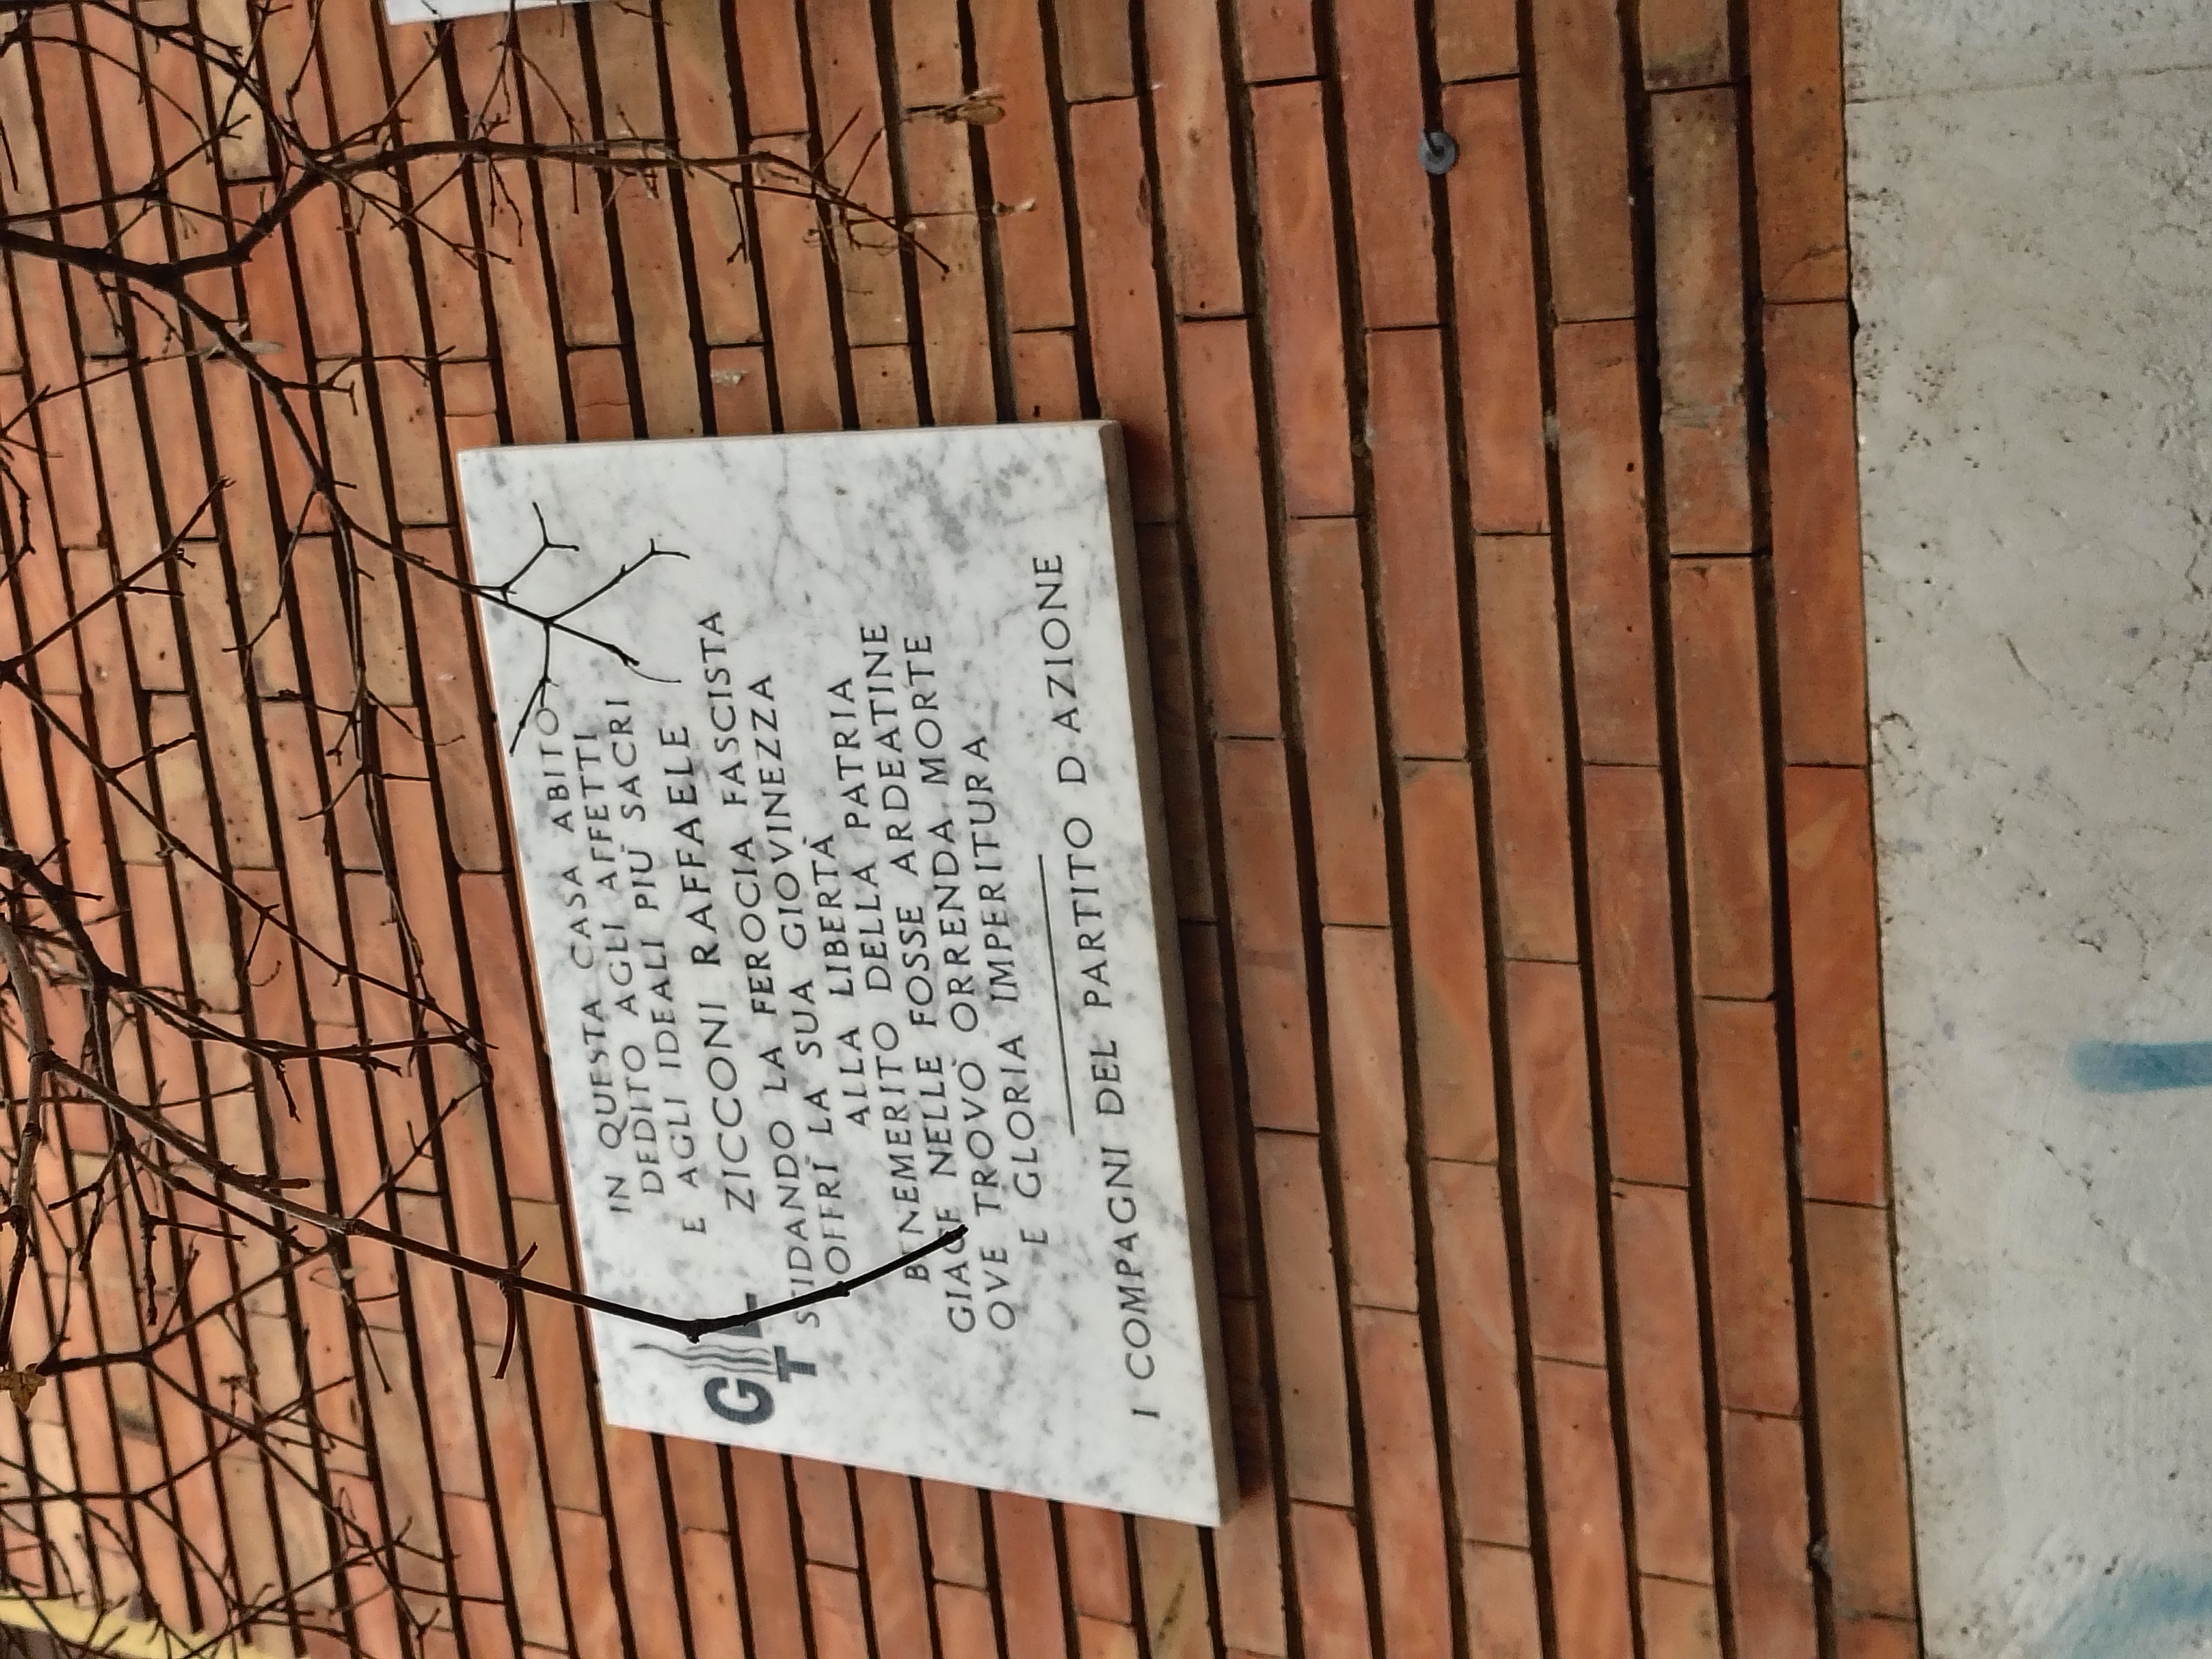 IN QUESTA CASA ABITÒ
DEDITO AGLI AFFETTI
E AGLI IDEALI PIÙ SACRI
ZICCONI RAFFAELE
SFIDANDO LA FEROCIA FASCISTA
OFFRÌ LA SUA GIOVINEZZA
ALLA LIBERTÀ
BENEMERITO DELLA PATRIA
GIACE NELLE FOSSE ARDEATINE
OVE TROVÒ ORRENDA MORTE
E GLORIA IMPERITURA
I COMPAGNI DEL PARTITO D'AZIONE